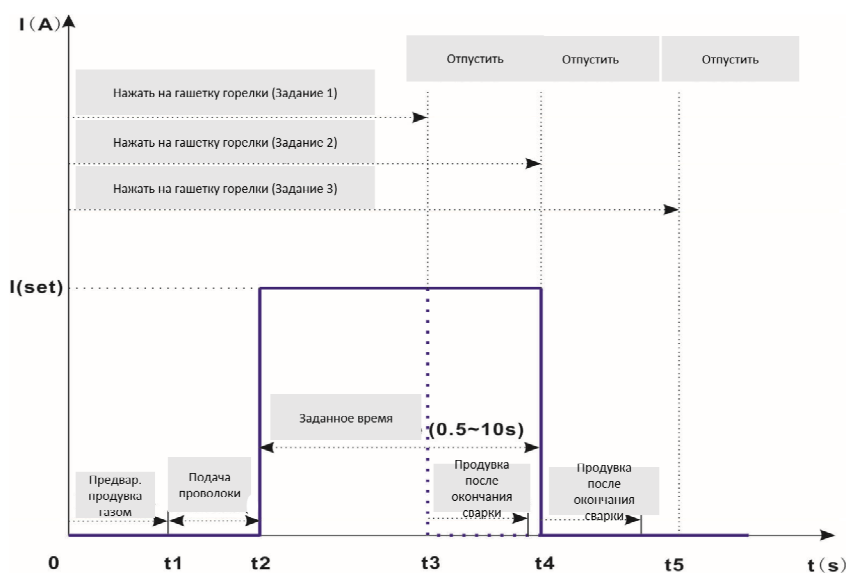 I(A)
Отпустить
Отпустить
Отпустить
Нажать на гашетку горелки (Задание 1)
Нажать на гашетку горелки (Задание 2)
Нажать на гашетку горелки (Задание 3)
I(set)
Заданное время
(0.5~10s)
Предвар.
продувка
газом
Подача
проволоки
Продувка
после
окончания
сварки
Продувка
после
окончания
сварки
0
t1
t2
t3
t4
t5
t(s)